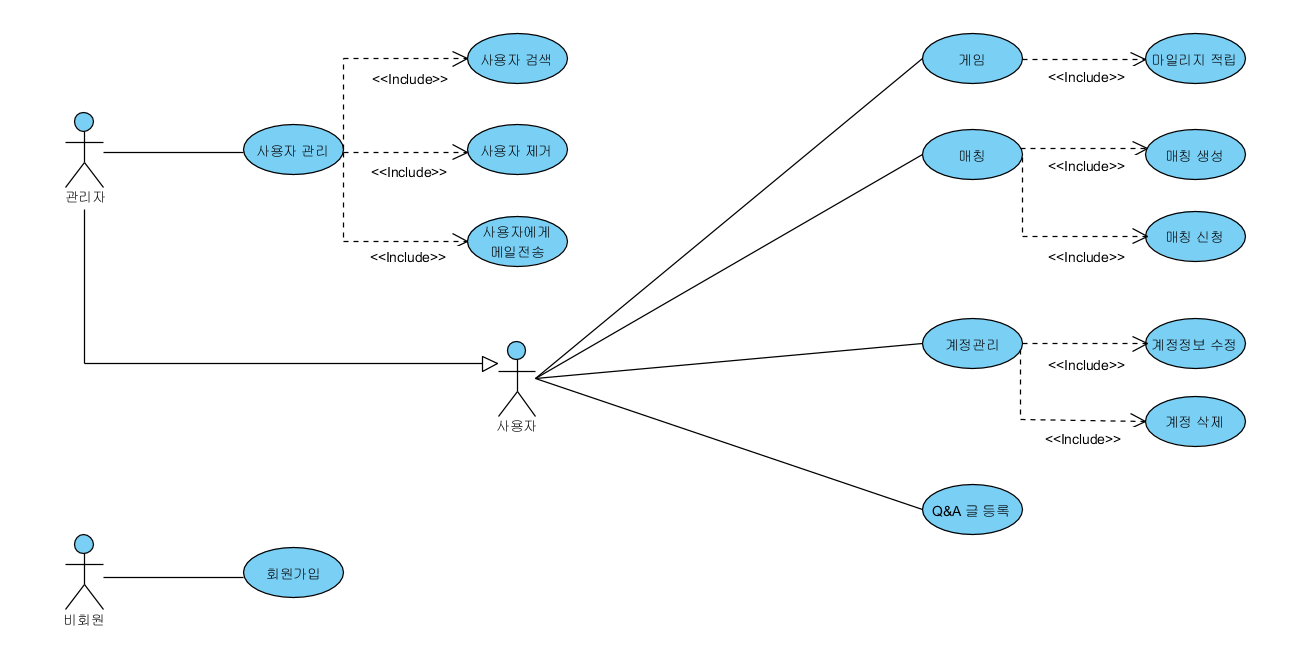 사용자 검색
<<Include>>
관리자
사용자 관리
사용자 제거
<<Include>>
사용자에게
메일전송
<<Include>>
게임
마일리지 적립
<<Include>>
매칭
매칭 생성
<<Include>>
매칭 신청
<<Include>>
사용자
계정관리
계정정보 수정
<<Include>>
계정 삭제
<<Include>>
Q&A 글 등록
비회원
회원가입